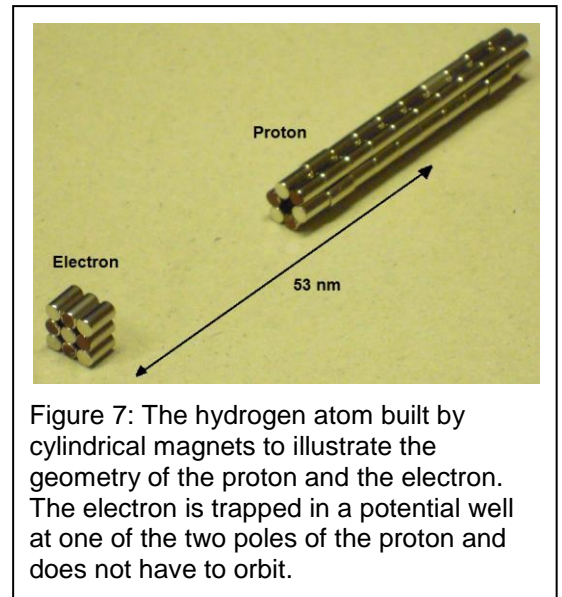 Proton
Electron
53 nm
Figure 7: The hydrogen atom built by
cylindrical magnets to illustrate the
geometry of the proton and the electron.
The electron is trapped in a potential well
at one of the two poles of the proton and
does not have to orbit.